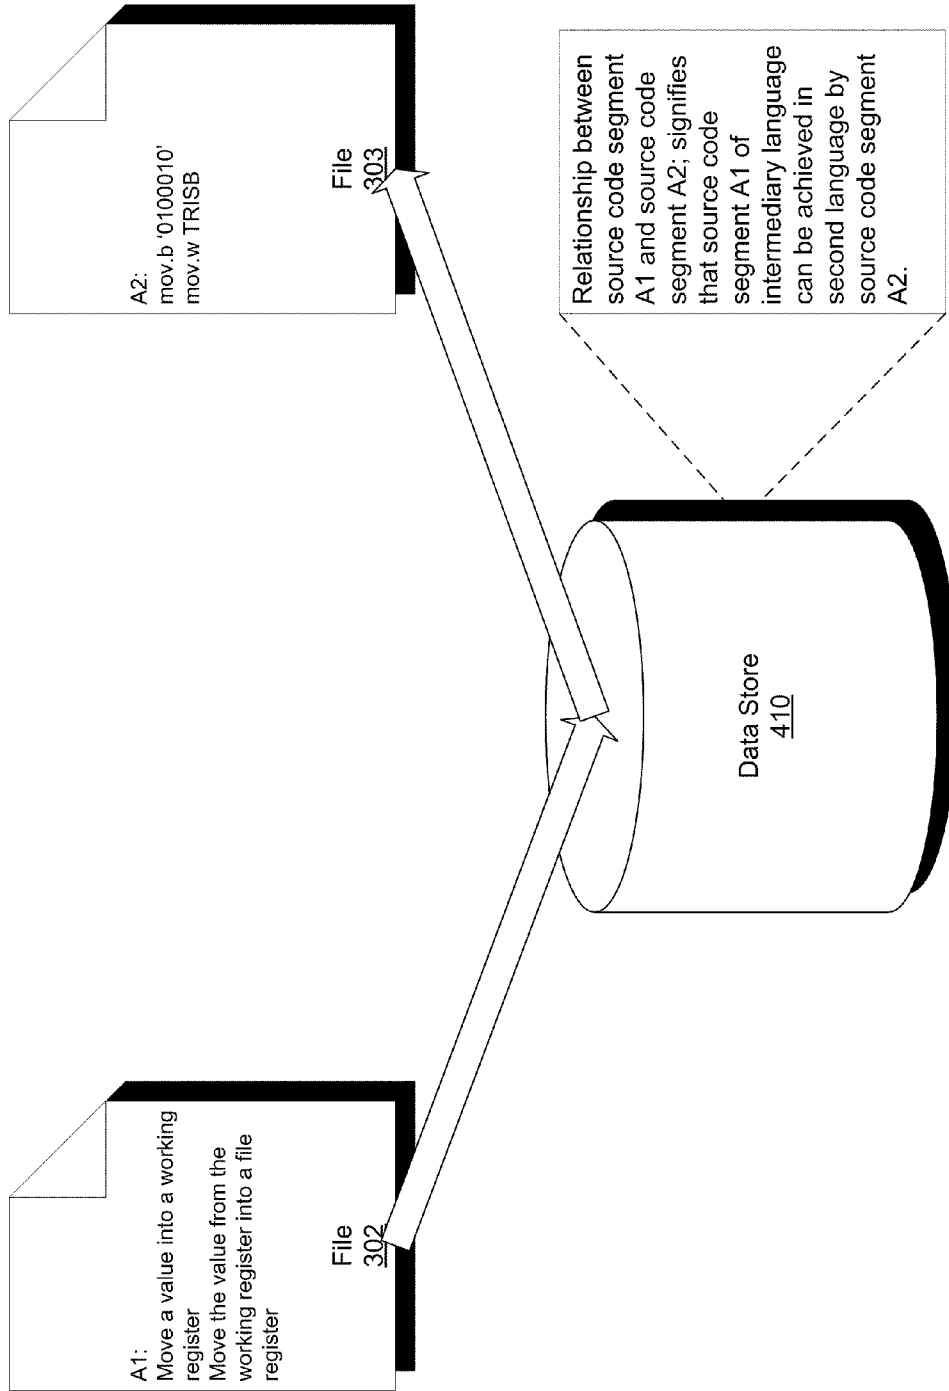 A1:
Move a value into a working
register
Move the value from the
working register into a file
register
File
302
A2:
mov.b ‘0100010’
mov.w TRISB
File
303
Data Store
410
Relationship between
source code segment
A1 and source code
segment A2; signifies
that source code
segment A1 of
intermediary language
can be achieved in
second language by
source code segment
A2.